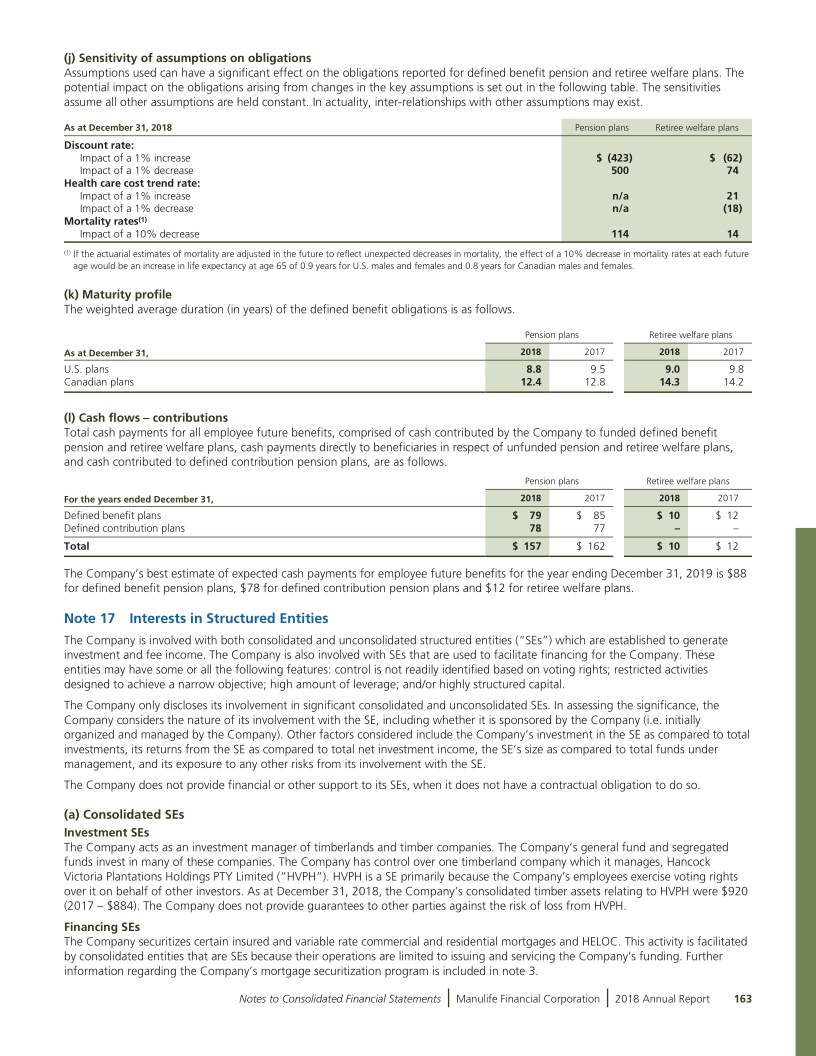 (j) Sensitivity of assumptions on obligations
Assumptions used can have a significant effect on the obligations reported for defined benefit pension and retiree welfare plans. The
potential impact on the obligations arising from changes in the key assumptions is set out in the following table. The sensitivities
assume all other assumptions are held constant. In actuality, inter-relationships with other assumptions may exist.
As at December 31, 2018 Pension plans Retiree welfare plans
Discount rate:
Impact of a 1% increase $ (423) $ (62)
Impact of a 1% decrease 500 74
Health care cost trend rate:
Impact of a 1% increase n/a 21
Impact of a 1% decrease n/a (18)
Mortality rates(1)
Impact of a 10% decrease 114 14
(1) If the actuarial estimates of mortality are adjusted in the future to reflect unexpected decreases in mortality, the effect of a 10% decrease in mortality rates at each future
age would be an increase in life expectancy at age 65 of 0.9 years for U.S. males and females and 0.8 years for Canadian males and females.
(k) Maturity profile
The weighted average duration (in years) of the defined benefit obligations is as follows.
Pension plans Retiree welfare plans
As at December 31, 2018 2017 2018 2017
U.S. plans 8.8 9.5 9.0 9.8
Canadian plans 12.4 12.8 14.3 14.2
(l) Cash flows – contributions
Total cash payments for all employee future benefits, comprised of cash contributed by the Company to funded defined benefit
pension and retiree welfare plans, cash payments directly to beneficiaries in respect of unfunded pension and retiree welfare plans,
and cash contributed to defined contribution pension plans, are as follows.
Pension plans Retiree welfare plans
For the years ended December 31, 2018 2017 2018 2017
Defined benefit plans $ 79 $ 85 $ 10 $ 12
Defined contribution plans 78 77 – –
Total $ 157 $ 162 $ 10 $ 12
The Company's best estimate of expected cash payments for employee future benefits for the year ending December 31, 2019 is $88
for defined benefit pension plans, $78 for defined contribution pension plans and $12 for retiree welfare plans.
Note 17 Interests in Structured Entities
The Company is involved with both consolidated and unconsolidated structured entities ("SEs") which are established to generate
investment and fee income. The Company is also involved with SEs that are used to facilitate financing for the Company. These
entities may have some or all the following features: control is not readily identified based on voting rights; restricted activities
designed to achieve a narrow objective; high amount of leverage; and/or highly structured capital.
The Company only discloses its involvement in significant consolidated and unconsolidated SEs. In assessing the significance, the
Company considers the nature of its involvement with the SE, including whether it is sponsored by the Company (i.e. initially
organized and managed by the Company). Other factors considered include the Company's investment in the SE as compared to total
investments, its returns from the SE as compared to total net investment income, the SE's size as compared to total funds under
management, and its exposure to any other risks from its involvement with the SE.
The Company does not provide financial or other support to its SEs, when it does not have a contractual obligation to do so.
(a) Consolidated SEs
Investment SEs
The Company acts as an investment manager of timberlands and timber companies. The Company's general fund and segregated
funds invest in many of these companies. The Company has control over one timberland company which it manages, Hancock
Victoria Plantations Holdings PTY Limited ("HVPH"). HVPH is a SE primarily because the Company's employees exercise voting rights
over it on behalf of other investors. As at December 31, 2018, the Company's consolidated timber assets relating to HVPH were $920
(2017 – $884). The Company does not provide guarantees to other parties against the risk of loss from HVPH.
Financing SEs
The Company securitizes certain insured and variable rate commercial and residential mortgages and HELOC. This activity is facilitated
by consolidated entities that are SEs because their operations are limited to issuing and servicing the Company's funding. Further
information regarding the Company's mortgage securitization program is included in note 3.
Notes to Consolidated Financial Statements | Manulife Financial Corporation | 2018 Annual Report 163